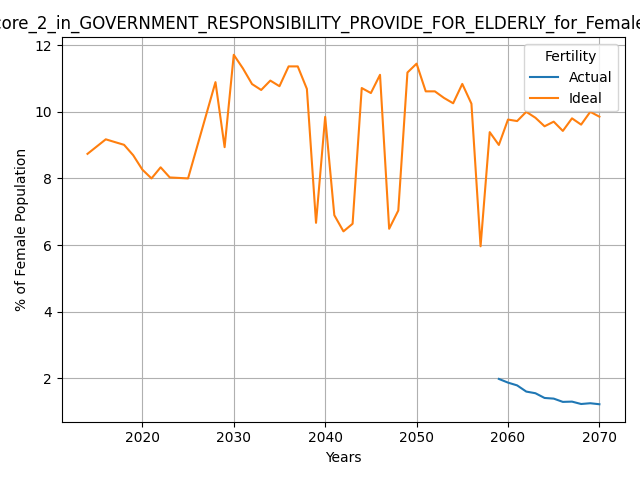 core_2_in_GOVERNMENT_RESPONSIBILITY_PROVIDE_FOR_ELDERLY_for_Female
Fertility
Actual
Ideal
12
10
8
6
4
2
% of Female Population
2020
2030
2040
2050
2060
2070
Years